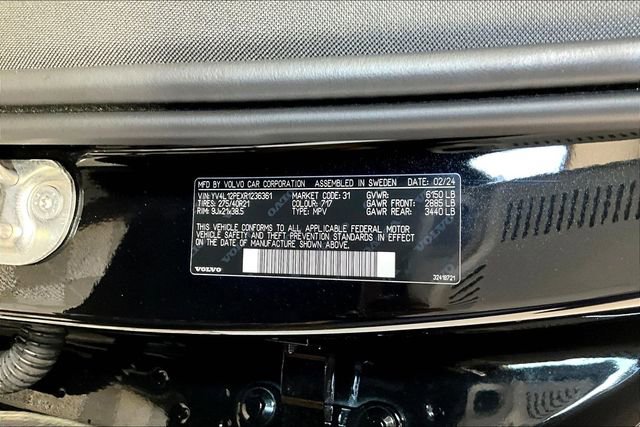 MFD BY VOLVO CAR CORPORATION ASSEMBLED IN SWEDEN DATE: 02/24
VIN: YV4L12PEXR1236361 MARKET CODE: 31 GVWR: 6150 LB
TIRES: 275/40R21 COLOUR: 717 GAWR FRONT: 2885 LB
RIM: 9Jx21x38.5 TYPE: MPV GAWR REAR: 3440 LB
THIS VEHICLE CONFORMS TO ALL APPLICABLE FEDERAL MOTOR
VEHICLE SAFETY AND THEFT PREVENTION STANDARDS IN EFFECT ON
THE DATE OF MANUFACTURE SHOWN ABOVE.
VOLVO
32418721